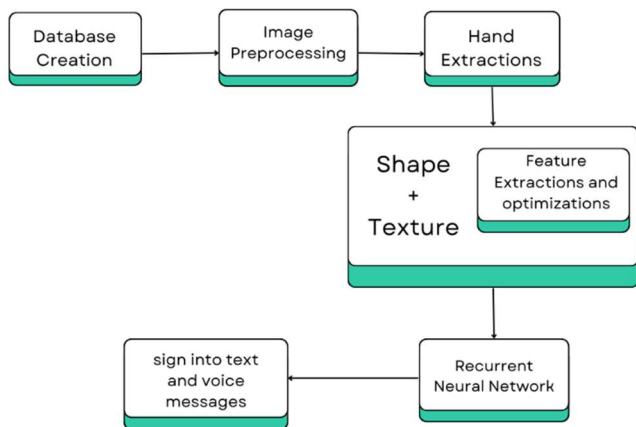 Database
Creation
Image
Preprocessing
Hand
Extractions
Shape
+
Texture
Feature
Extractions and
optimizations
Recurrent
Neural Network
sign into text
and voice
messages